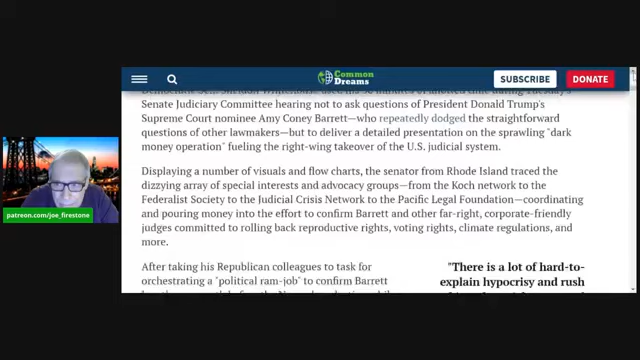 Common
Dreams
SUBSCRIBE
DONATE
Senate Judiciary Committee hearing not to ask questions of President Donald Trump's
Supreme Court nominee Amy Coney Barrett—who repeatedly dodged the straightforward
questions of other lawmakers—but to deliver a detailed presentation on the sprawling "dark
money operation" fueling the right-wing takeover of the U.S. judicial system.
Displaying a number of visuals and flow charts, the senator from Rhode Island traced the
dizzying array of special interests and advocacy groups—from the Koch network to the
Federalist Society to the Judicial Crisis Network to the Pacific Legal Foundation—coordinating
and pouring money into the effort to confirm Barrett and other far-right, corporate-friendly
judges committed to rolling back reproductive rights, voting rights, climate regulations, and
more.
After taking his Republican colleagues to task for
orchestrating a "political ram-job" to confirm Barrett
"There is a lot of hard-to-
explain hypocrisy and rush
patreon.com/joe_firestone